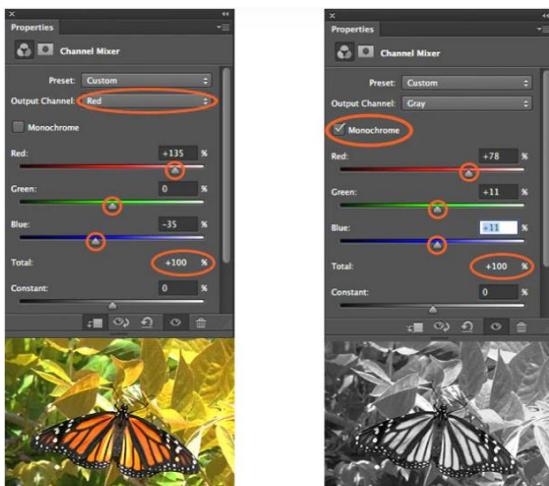 Properties
Channel Mixer
Preset: Custom
Output Channel: Red
Monochrome
Red: +135 %
Green: 0 %
Blue: -35 %
Total: +100 %
Constant: 0 %
Properties
Channel Mixer
Preset: Custom
Output Channel: Gray
Monochrome
Red: +78 %
Green: +11 %
Blue: +11 %
Total: +100 %
Constant: 0 %